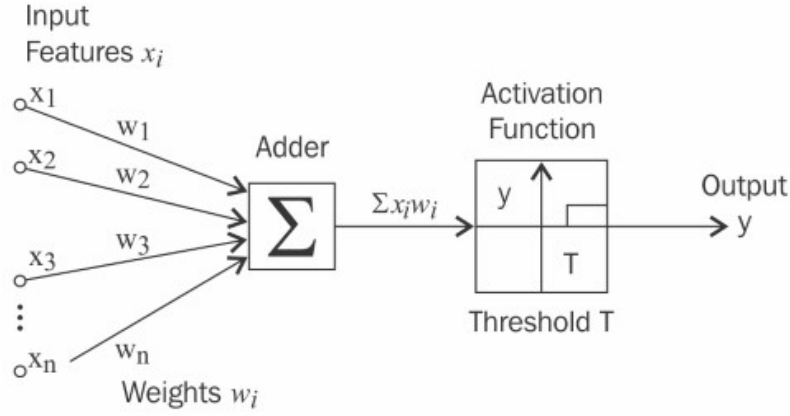 Input
Features xᵢ
x₁
w₁
x₂
w₂
x₃
w₃
⋮
xₙ
wₙ
Weights wᵢ
Adder
Σ
Σxᵢwᵢ
Activation
Function
y
T
Threshold T
Output
y